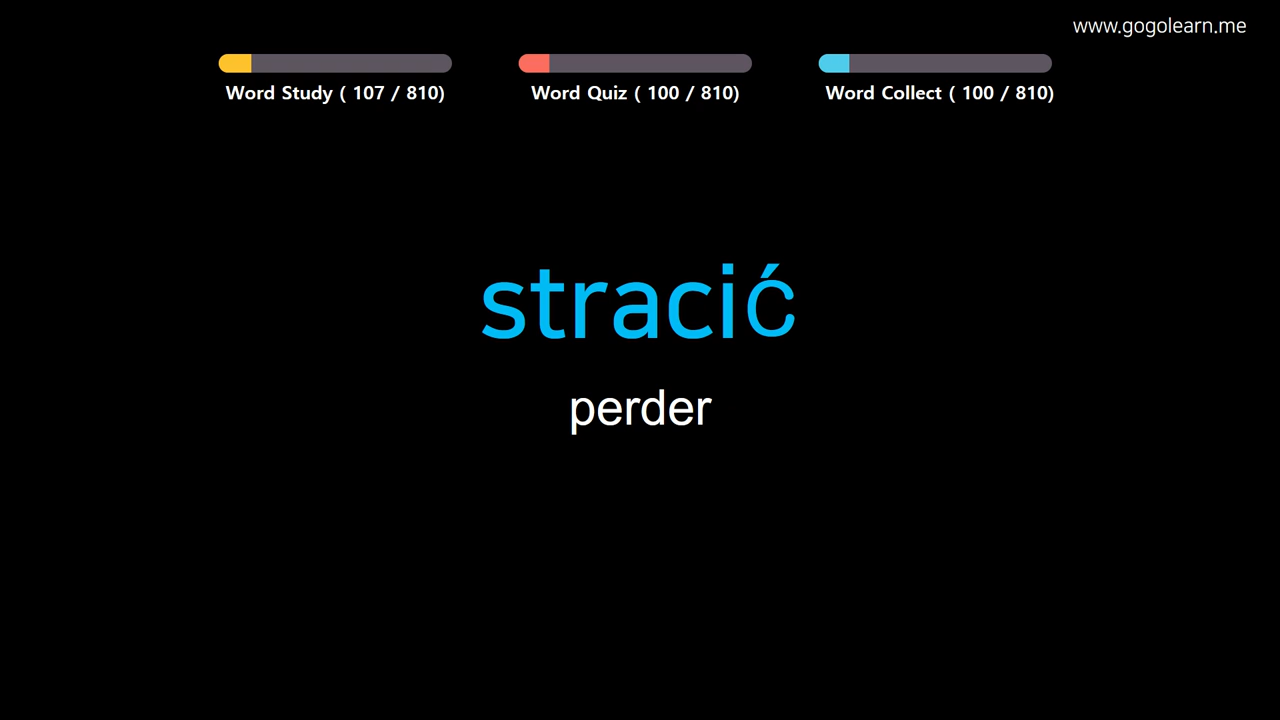 www.gogolearn.me
Word Study ( 107 / 810)
Word Quiz ( 100 / 810)
Word Collect ( 100 / 810)
stracić
perder